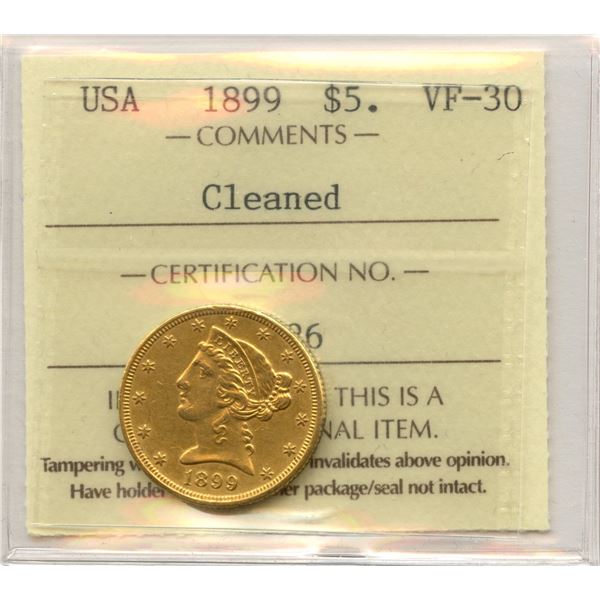 USA 1899 $5. VF-30
— COMMENTS —
Cleaned
— CERTIFICATION NO. —
36
THIS IS A
NAL ITEM.
Tampering invalidates above opinion.
Have holder package/seal not intact.
LIBERTY
1899